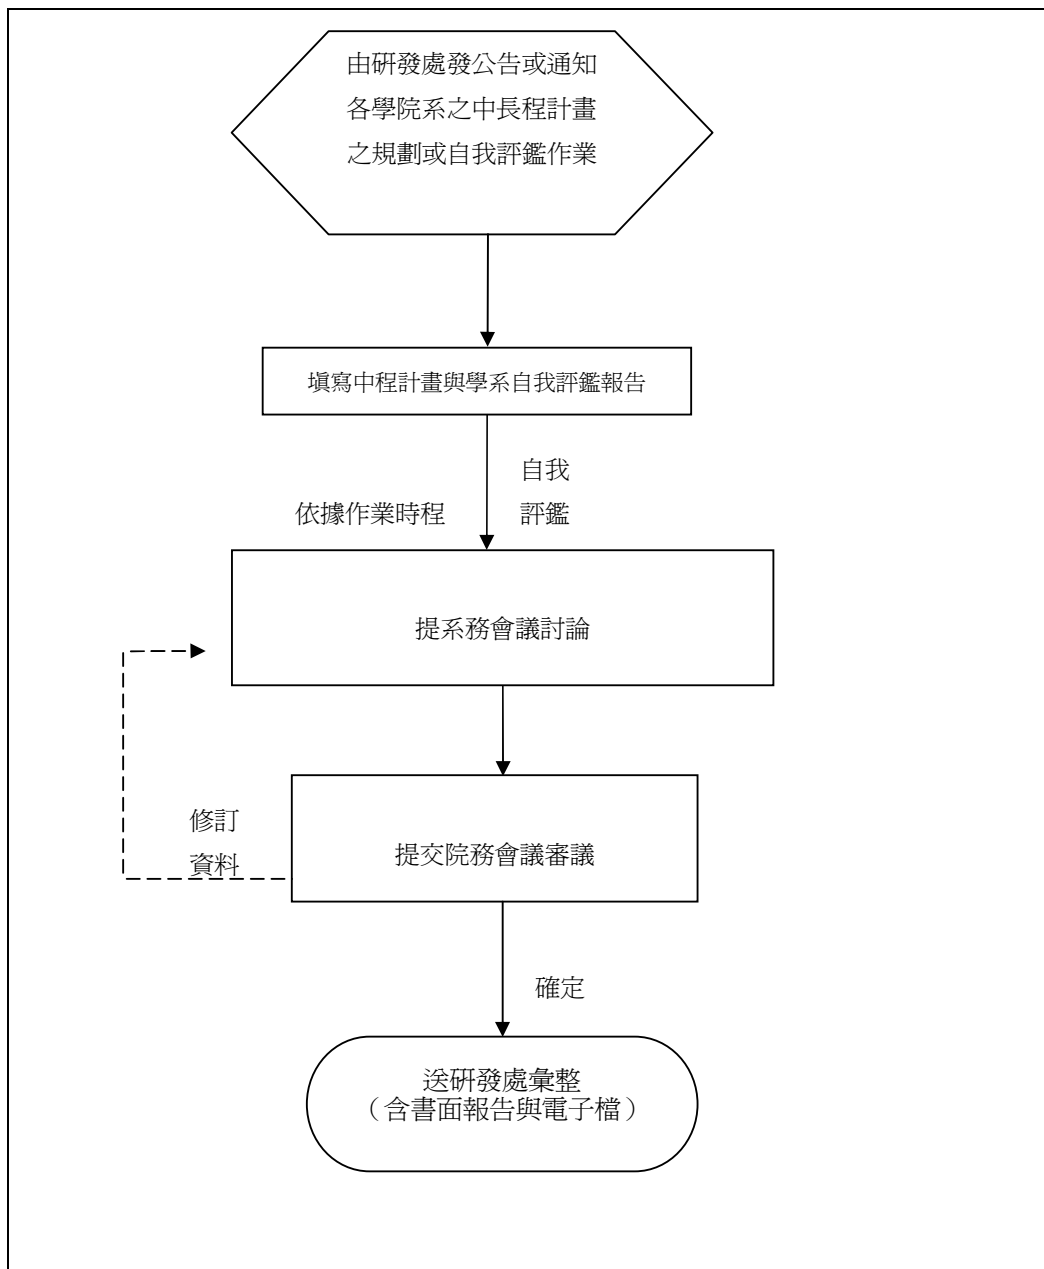 由研發處發公告或通知
各學院系之中長程計畫
之規劃或自我評鑑作業
填寫中程計畫與學系自我評鑑報告
自我
依據作業時程
評鑑
提系務會議討論
修訂
資料
提交院務會議審議
確定
送研發處彙整
（含書面報告與電子檔）